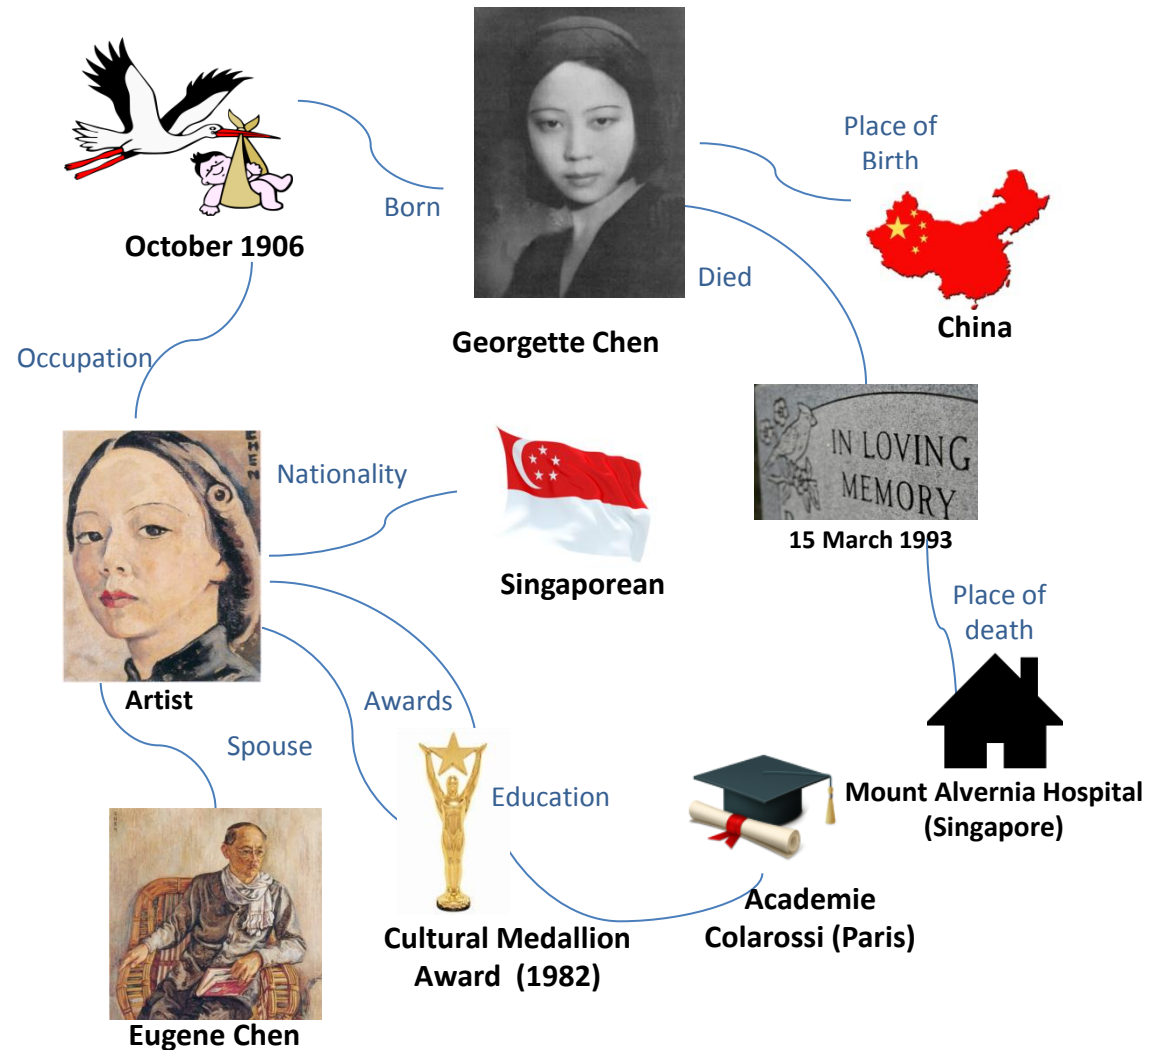 Place of
Birth
Born
October 1906
Died
China
Georgette Chen
Occupation
CHEN
Nationality
IN LOVING
MEMORY
15 March 1993
Singaporean
Place of
death
Artist
Awards
Spouse
Education
Mount Alvernia Hospital
(Singapore)
Academie
Colarossi (Paris)
Cultural Medallion
Award (1982)
Eugene Chen